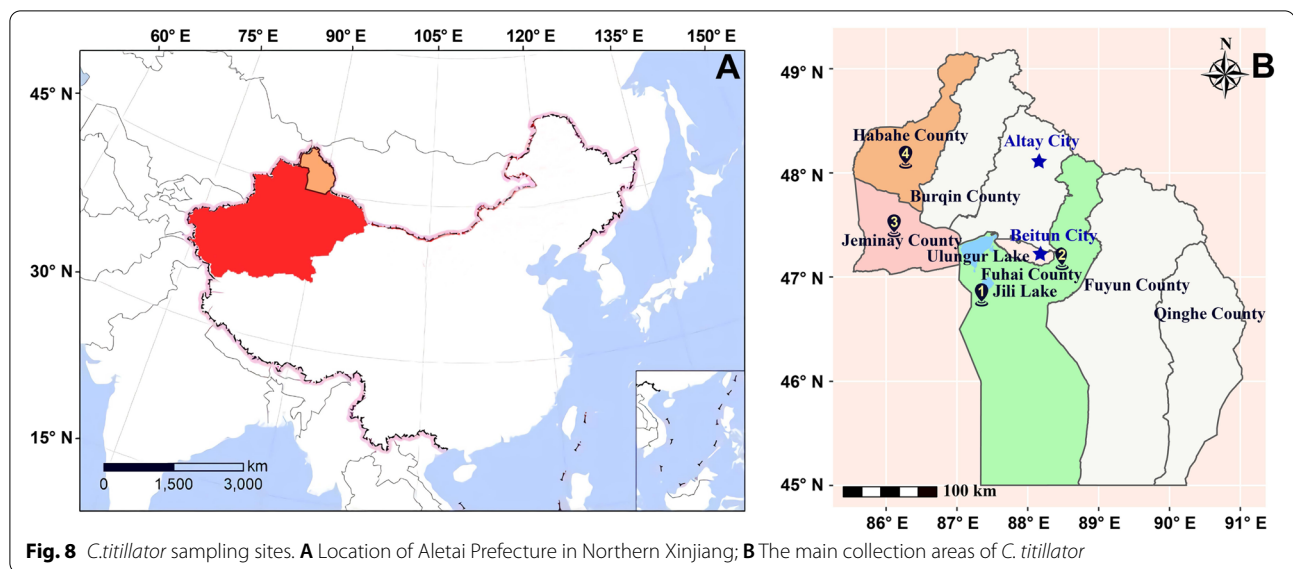 60° E 75° E 90° E 105° E 120° E 135° E 150° E
A
45° N
30° N
15° N
km
0 1,500 3,000
B
N
49° N
48° N
47° N
46° N
45° N
Habahe County
4
Altay City
Burqin County
3
Jeminay County
Beitun City
Ulungur Lake
2
Fuhai County
Fuyun County
1
Jili Lake
Qinghe County
100 km
86° E 87° E 88° E 89° E 90° E 91° E
Fig. 8 C.titillator sampling sites. A Location of Aletai Prefecture in Northern Xinjiang; B The main collection areas of C. titillator